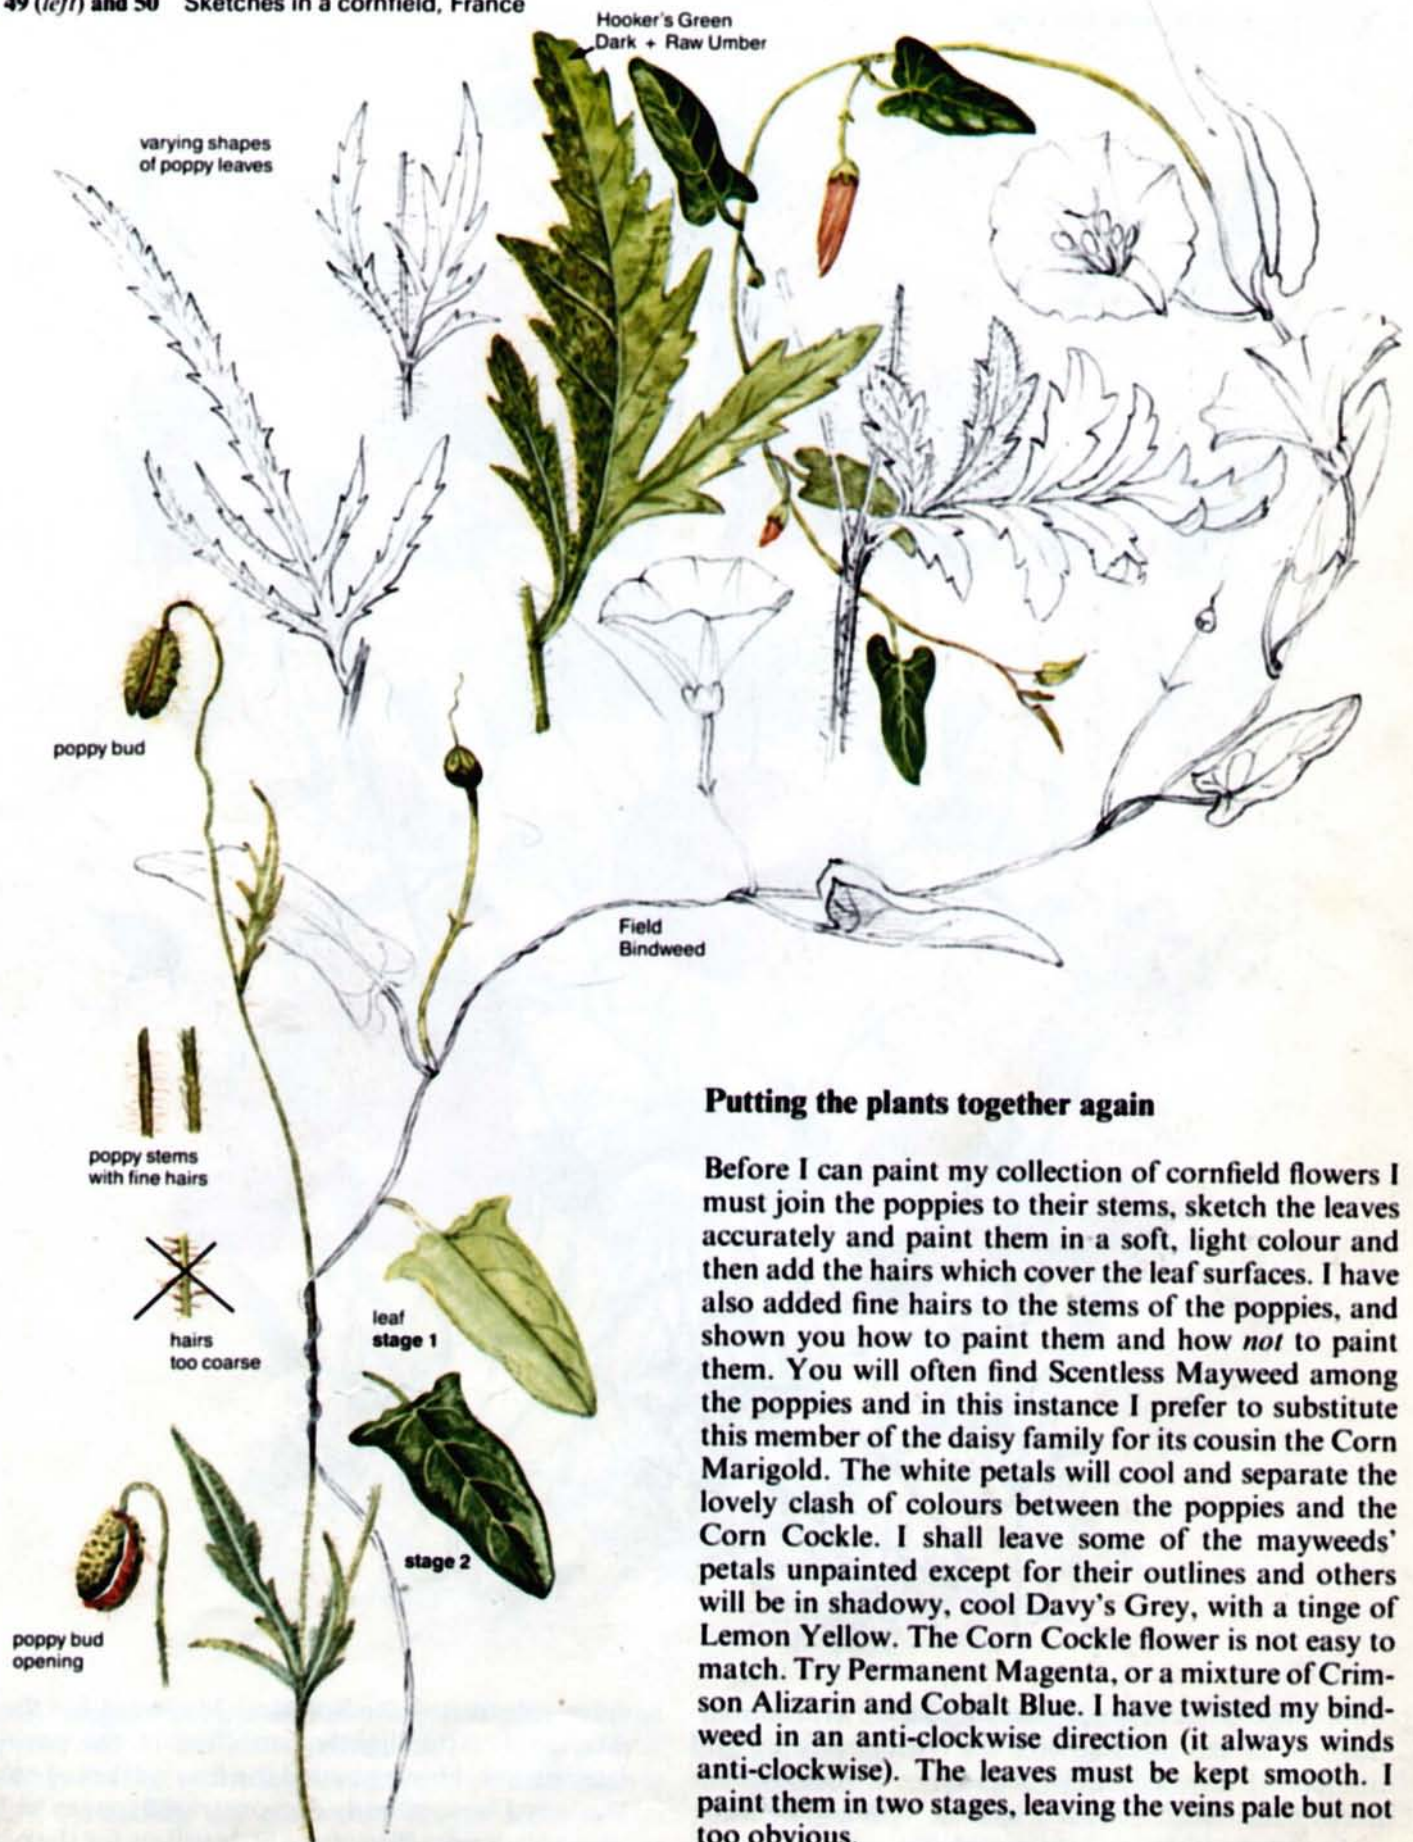 49 (left) and 50 Sketches in a cornfield, France
Hooker's Green
Dark + Raw Umber
varying shapes
of poppy leaves
poppy bud
Field
Bindweed
poppy stems
with fine hairs
hairs
too coarse
leaf
stage 1
stage 2
poppy bud
opening
Putting the plants together again
Before I can paint my collection of cornfield flowers I
must join the poppies to their stems, sketch the leaves
accurately and paint them in a soft, light colour and
then add the hairs which cover the leaf surfaces. I have
also added fine hairs to the stems of the poppies, and
shown you how to paint them and how not to paint
them. You will often find Scentless Mayweed among
the poppies and in this instance I prefer to substitute
this member of the daisy family for its cousin the Corn
Marigold. The white petals will cool and separate the
lovely clash of colours between the poppies and the
Corn Cockle. I shall leave some of the mayweeds'
petals unpainted except for their outlines and others
will be in shadowy, cool Davy's Grey, with a tinge of
Lemon Yellow. The Corn Cockle flower is not easy to
match. Try Permanent Magenta, or a mixture of Crim-
son Alizarin and Cobalt Blue. I have twisted my bind-
weed in an anti-clockwise direction (it always winds
anti-clockwise). The leaves must be kept smooth. I
paint them in two stages, leaving the veins pale but not
too obvious.